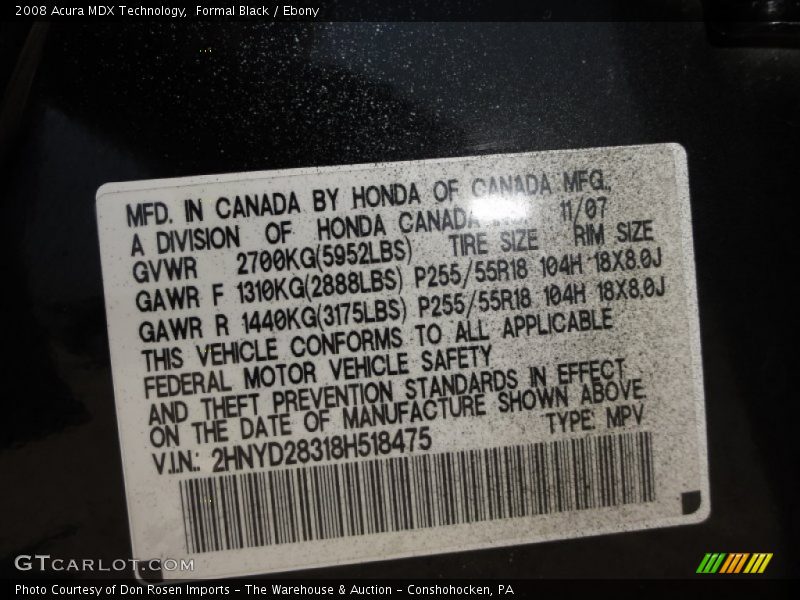 2008 Acura MDX Technology,  Formal Black / Ebony
MFD. IN CANADA BY HONDA OF CANADA MFG.,
A DIVISION OF HONDA CANADA 11/07
GVWR 2700KG(5952LBS) TIRE SIZE RIM SIZE
GAWR F 1310KG(2888LBS) P255/55R18 104H 18X8.0J
GAWR R 1440KG(3175LBS) P255/55R18 104H 18X8.0J
THIS VEHICLE CONFORMS TO ALL APPLICABLE
FEDERAL MOTOR VEHICLE SAFETY
AND THEFT PREVENTION STANDARDS IN EFFECT
ON THE DATE OF MANUFACTURE SHOWN ABOVE.
V.I.N.: 2HNYD28318H518475 TYPE: MPV
GTCARLOT.COM
Photo Courtesy of Don Rosen Imports - The Warehouse & Auction - Conshohocken, PA